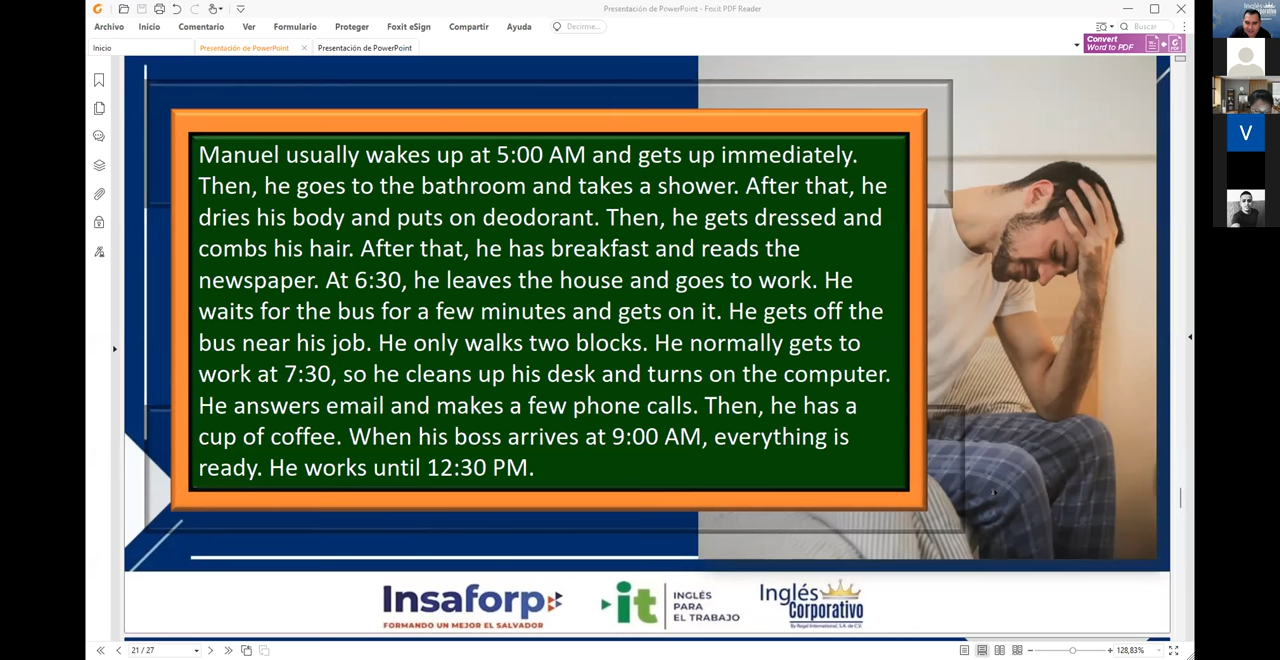 Presentación de PowerPoint - Foxit PDF Reader
Archivo Inicio Comentario Ver Formulario Proteger Foxit eSign Compartir Ayuda Decirme... Buscar
Inicio Presentación de PowerPoint Presentación de PowerPoint
Convert
Word to PDF
Manuel usually wakes up at 5:00 AM and gets up immediately.
Then, he goes to the bathroom and takes a shower. After that, he
dries his body and puts on deodorant. Then, he gets dressed and
combs his hair. After that, he has breakfast and reads the
newspaper. At 6:30, he leaves the house and goes to work. He
waits for the bus for a few minutes and gets on it. He gets off the
bus near his job. He only walks two blocks. He normally gets to
work at 7:30, so he cleans up his desk and turns on the computer.
He answers email and makes a few phone calls. Then, he has a
cup of coffee. When his boss arrives at 9:00 AM, everything is
ready. He works until 12:30 PM.
V
Insaforp
FORMANDO UN MEJOR EL SALVADOR
it
INGLÉS
PARA
EL TRABAJO
Inglés
Corporativo
By Regal International, S.A. de C.V.
21 / 27
128,83%